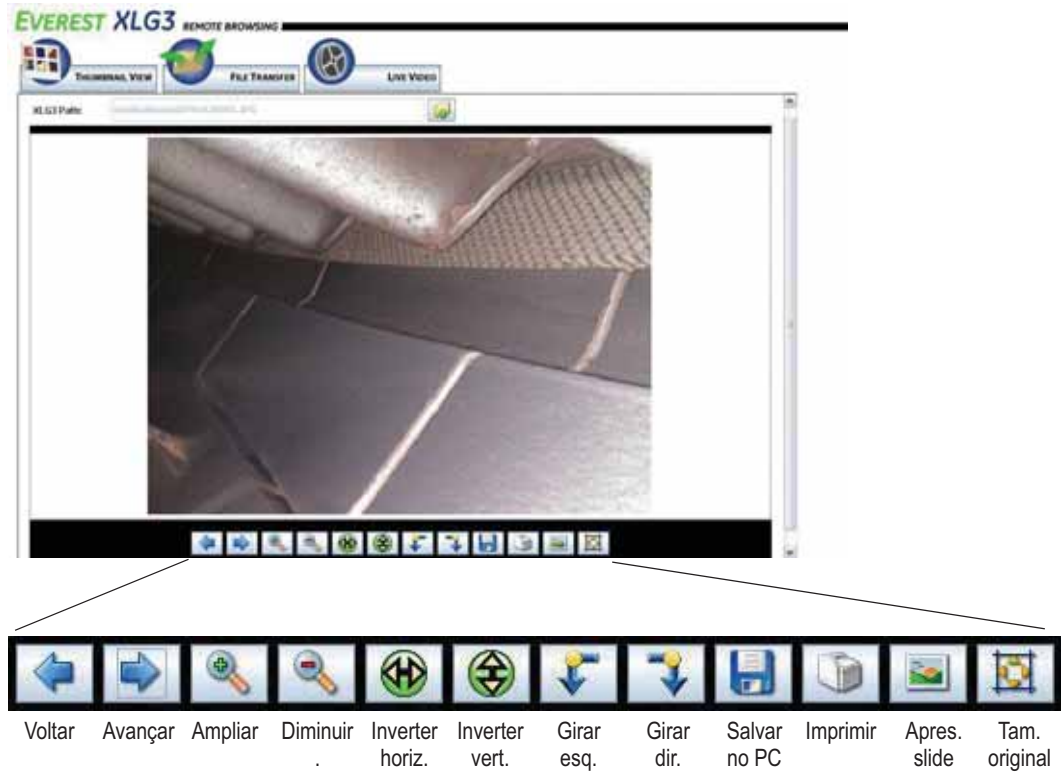 EVEREST XLG3 REMOTE BROWSING
THUMBNAIL VIEW FILE TRANSFER LIVE VIDEO
XLG3 Path:
Voltar Avançar Ampliar Diminuir Inverter Inverter Girar Girar Salvar Imprimir Apres. Tam.
. horiz. vert. esq. dir. no PC slide original